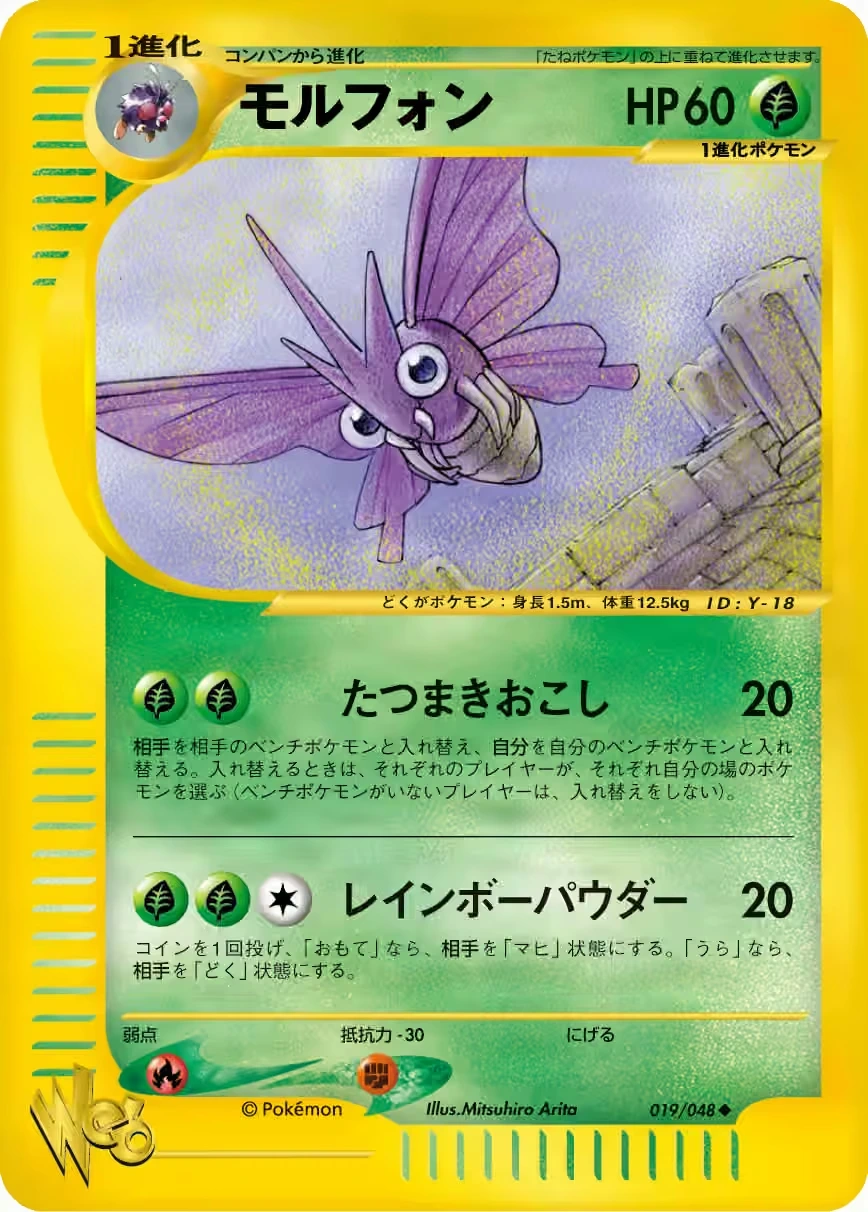 1進化
コンパンから進化
「たねポケモン」の上に重ねて進化させます。
モルフォン
HP60
1進化ポケモン
どくがポケモン：身長1.5m、体重12.5kg ID：Y-18
たつまきおこし 20
相手を相手のベンチポケモンと入れ替え、自分を自分のベンチポケモンと入れ
替える。入れ替えるときは、それぞれのプレイヤーが、それぞれ自分の場のポケ
モンを選ぶ（ベンチポケモンがいないプレイヤーは、入れ替えをしない）。
レインボーパウダー 20
コインを1回投げ、「おもて」なら、相手を「マヒ」状態にする。「うら」なら、
相手を「どく」状態にする。
弱点 抵抗力-30 にげる
Web
© Pokémon Illus.Mitsuhiro Arita 019/048◆